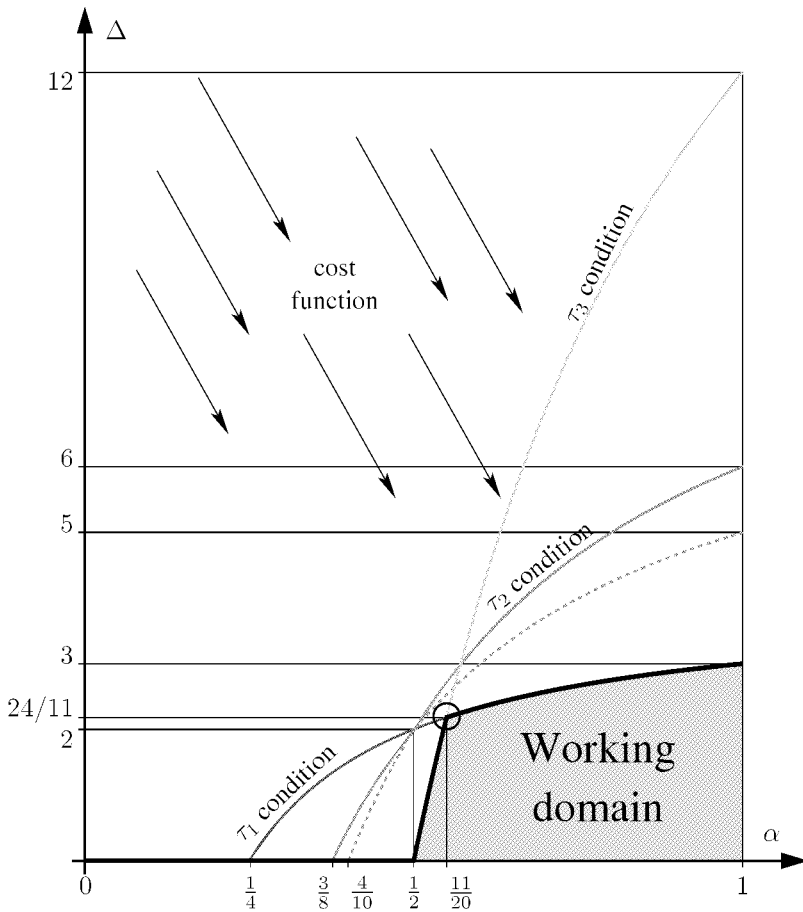 Δ
12
cost
function
τ3 condition
6
5
τ2 condition
3
24/11
2
τ1 condition
Working
domain
α
0
1/4
3/8
4/10
1/2
11/20
1